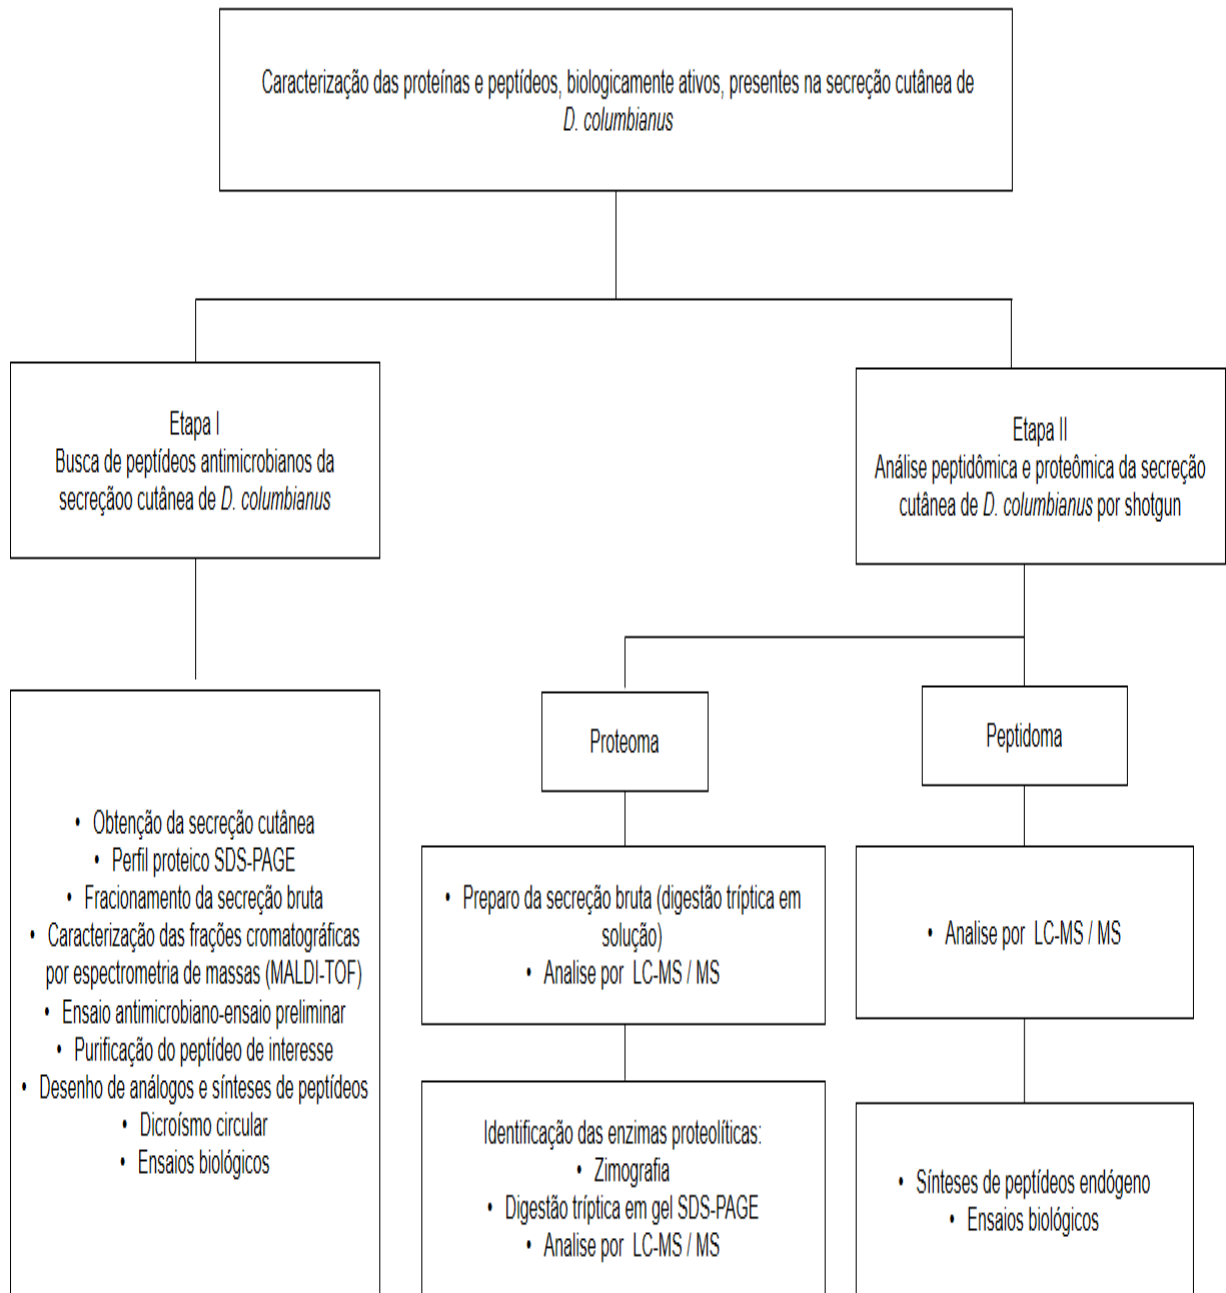 Caracterização das proteínas e peptídeos, biologicamente ativos, presentes na secreção cutânea de
D. columbianus
Etapa I
Busca de peptídeos antimicrobianos da
secreçãoo cutânea de D. columbianus
Etapa II
Análise peptidômica e proteômica da secreção
cutânea de D. columbianus por shotgun
• Obtenção da secreção cutânea
• Perfil proteico SDS-PAGE
• Fracionamento da secreção bruta
• Caracterização das frações cromatográficas
por espectrometria de massas (MALDI-TOF)
• Ensaio antimicrobiano-ensaio preliminar
• Purificação do peptídeo de interesse
• Desenho de análogos e sínteses de peptídeos
• Dicroísmo circular
• Ensaios biológicos
Proteoma
• Preparo da secreção bruta (digestão tríptica em
solução)
• Analise por LC-MS / MS
Identificação das enzimas proteolíticas:
• Zimografia
• Digestão tríptica em gel SDS-PAGE
• Analise por LC-MS / MS
Peptidoma
• Analise por LC-MS / MS
• Sínteses de peptídeos endógeno
• Ensaios biológicos